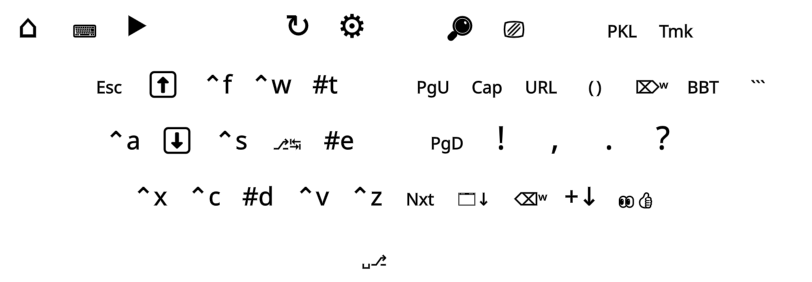 ⌂ ⌨ ▶ ↻ ⚙ 🔎 ⎚ PKL Tmk
Esc ⬆ ^f ^w #t PgU Cap URL () ⌦ʷ BBT ```
^a ⬇ ^s ⎇↹ #e PgD ! , . ?
^x ^c #d ^v ^z Nxt 🗔↓ ⌫ʷ +↓ 👀👍
␣⎇